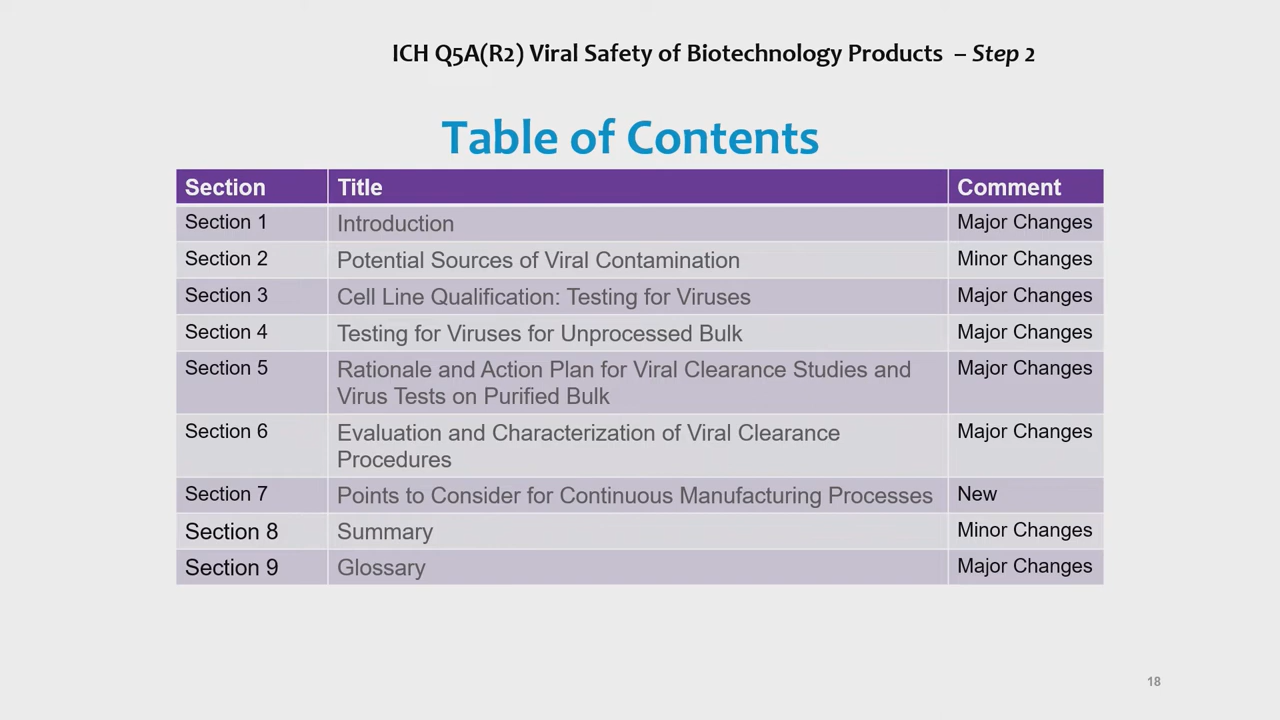 ICH Q5A(R2) Viral Safety of Biotechnology Products – Step 2
Table of Contents
Section Title Comment
Section 1 Introduction Major Changes
Section 2 Potential Sources of Viral Contamination Minor Changes
Section 3 Cell Line Qualification: Testing for Viruses Major Changes
Section 4 Testing for Viruses for Unprocessed Bulk Major Changes
Section 5 Rationale and Action Plan for Viral Clearance Studies and Major Changes
Virus Tests on Purified Bulk
Section 6 Evaluation and Characterization of Viral Clearance Major Changes
Procedures
Section 7 Points to Consider for Continuous Manufacturing Processes New
Section 8 Summary Minor Changes
Section 9 Glossary Major Changes
18